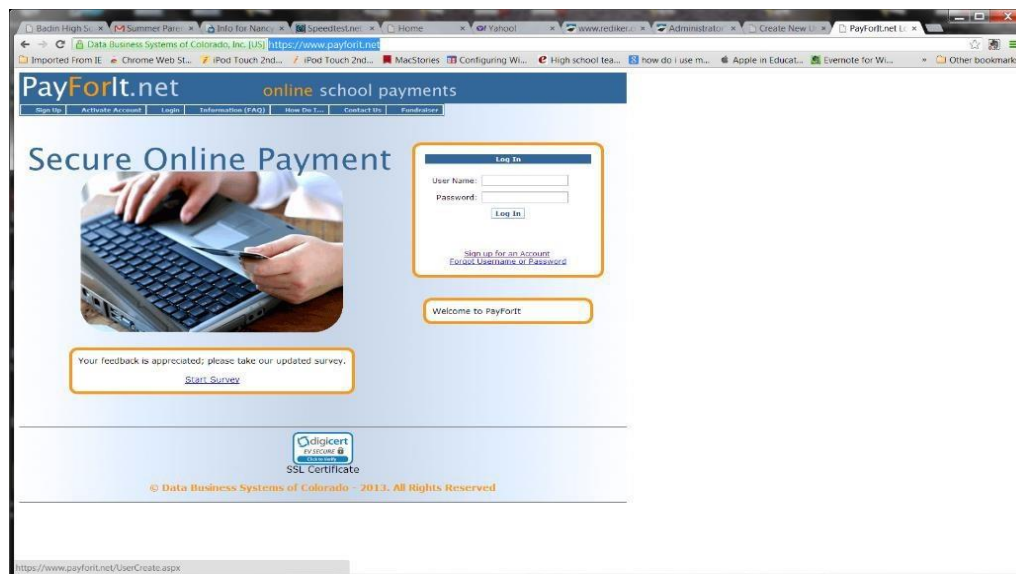 Badin High Sc
Summer Paren
Info for Nancy
Speedtest.net
Home
Yahoo!
www.rediker.c
Administrator
Create New U
PayForIt.net Lo
Data Business Systems of Colorado, Inc. [US] https://www.payforit.net
Imported From IE
Chrome Web St...
iPod Touch 2nd...
iPod Touch 2nd...
MacStories
Configuring Wi...
High school tea...
how do i use m...
Apple in Educat...
Evernote for Wi...
»
Other bookmark
PayForIt.net online school payments
Sign Up Activate Account Login Information (FAQ) How Do I... Contact Us Fundraiser
Secure Online Payment
Log In
User Name:
Password:
Log In
Sign up for an Account
Forgot Username or Password
Welcome to PayForIt
Your feedback is appreciated; please take our updated survey.
Start Survey
digicert
EV SECURE
Click to Verify
SSL Certificate
© Data Business Systems of Colorado - 2013. All Rights Reserved
https://www.payforit.net/UserCreate.aspx